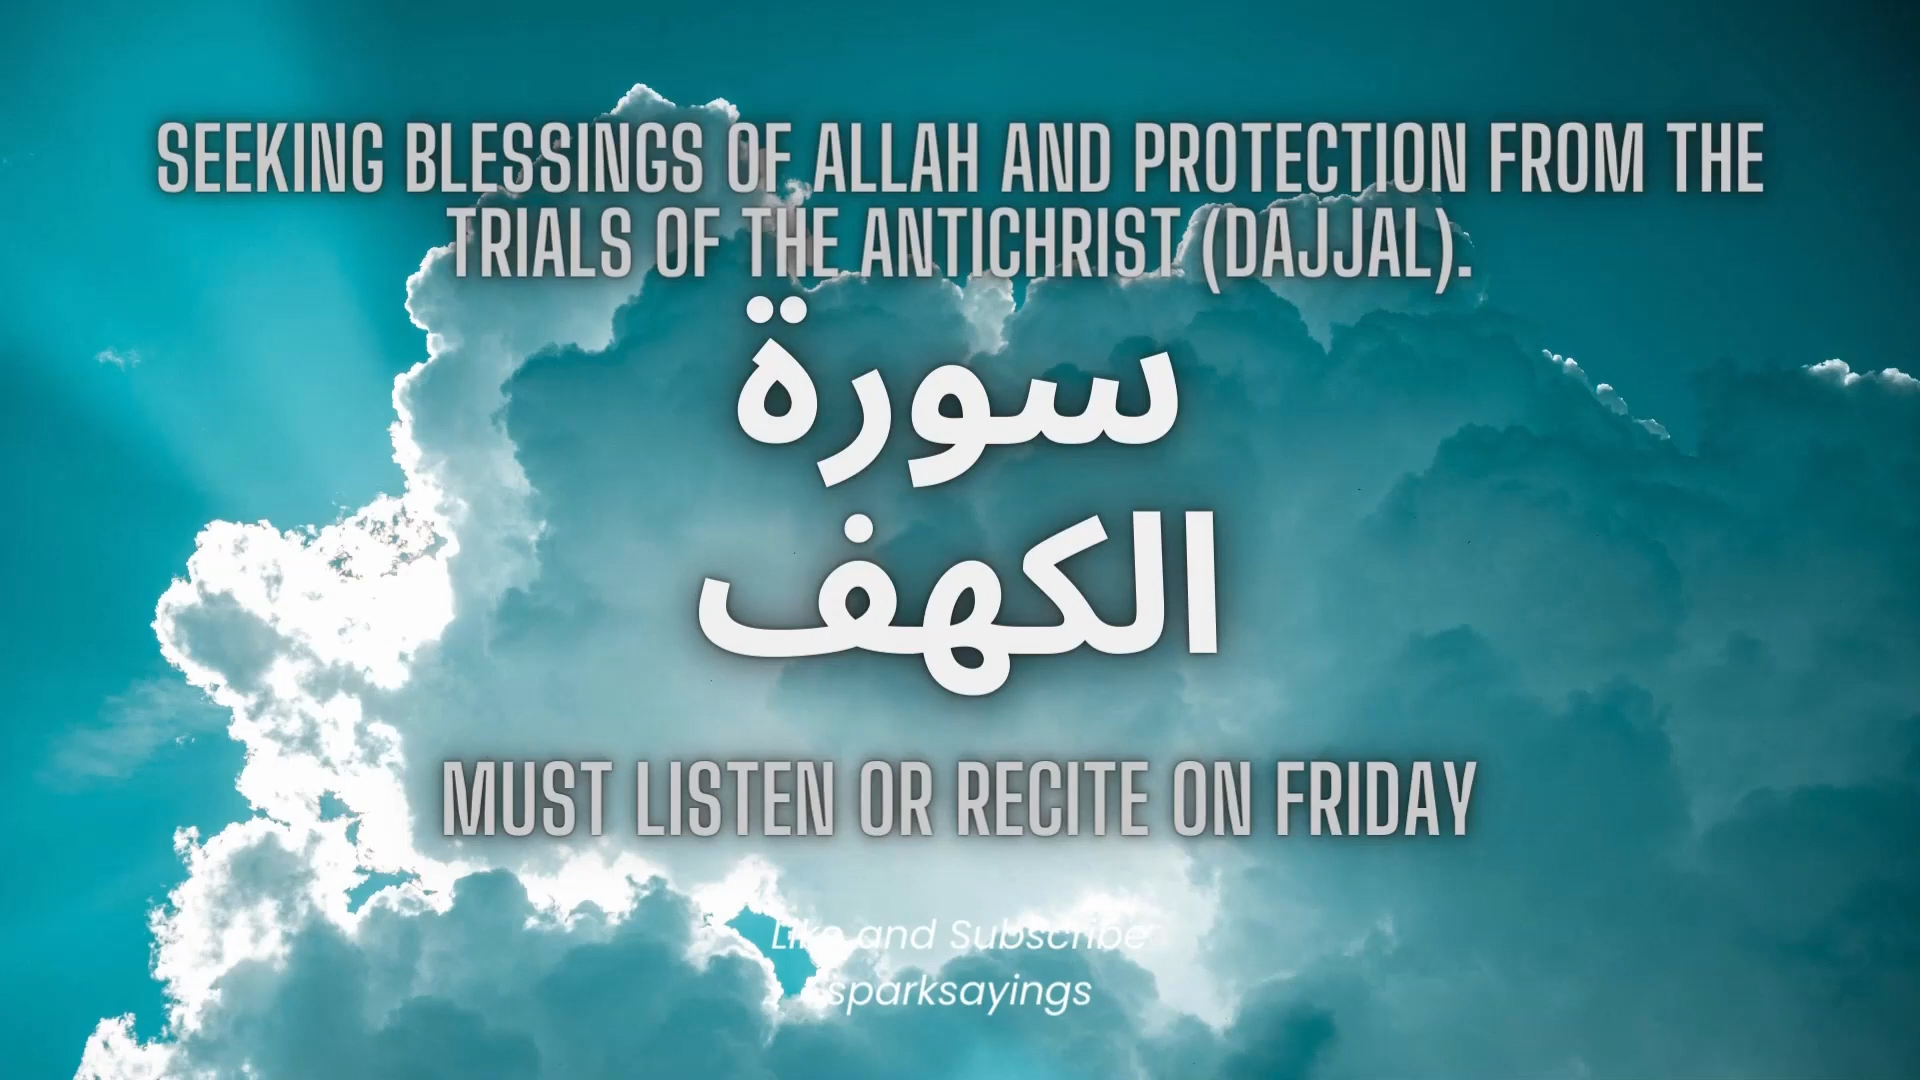 SEEKING BLESSINGS OF ALLAH AND PROTECTION FROM THE
TRIALS OF THE ANTICHRIST (DAJJAL).
سورة
الكهف
MUST LISTEN OR RECITE ON FRIDAY
Like and Subscribe
sparksayings